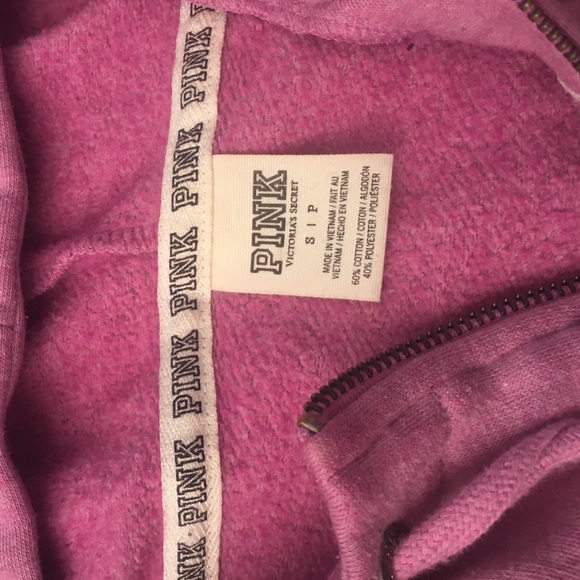 PINK
PINK
PINK
PINK
PINK
PINK
PINK
PINK
VICTORIA'S SECRET
S | P
MADE IN VIETNAM / FAIT AU
VIETNAM / HECHO EN VIETNAM
60% COTTON / COTON / ALGODÓN
40% POLYESTER / POLIÉSTER